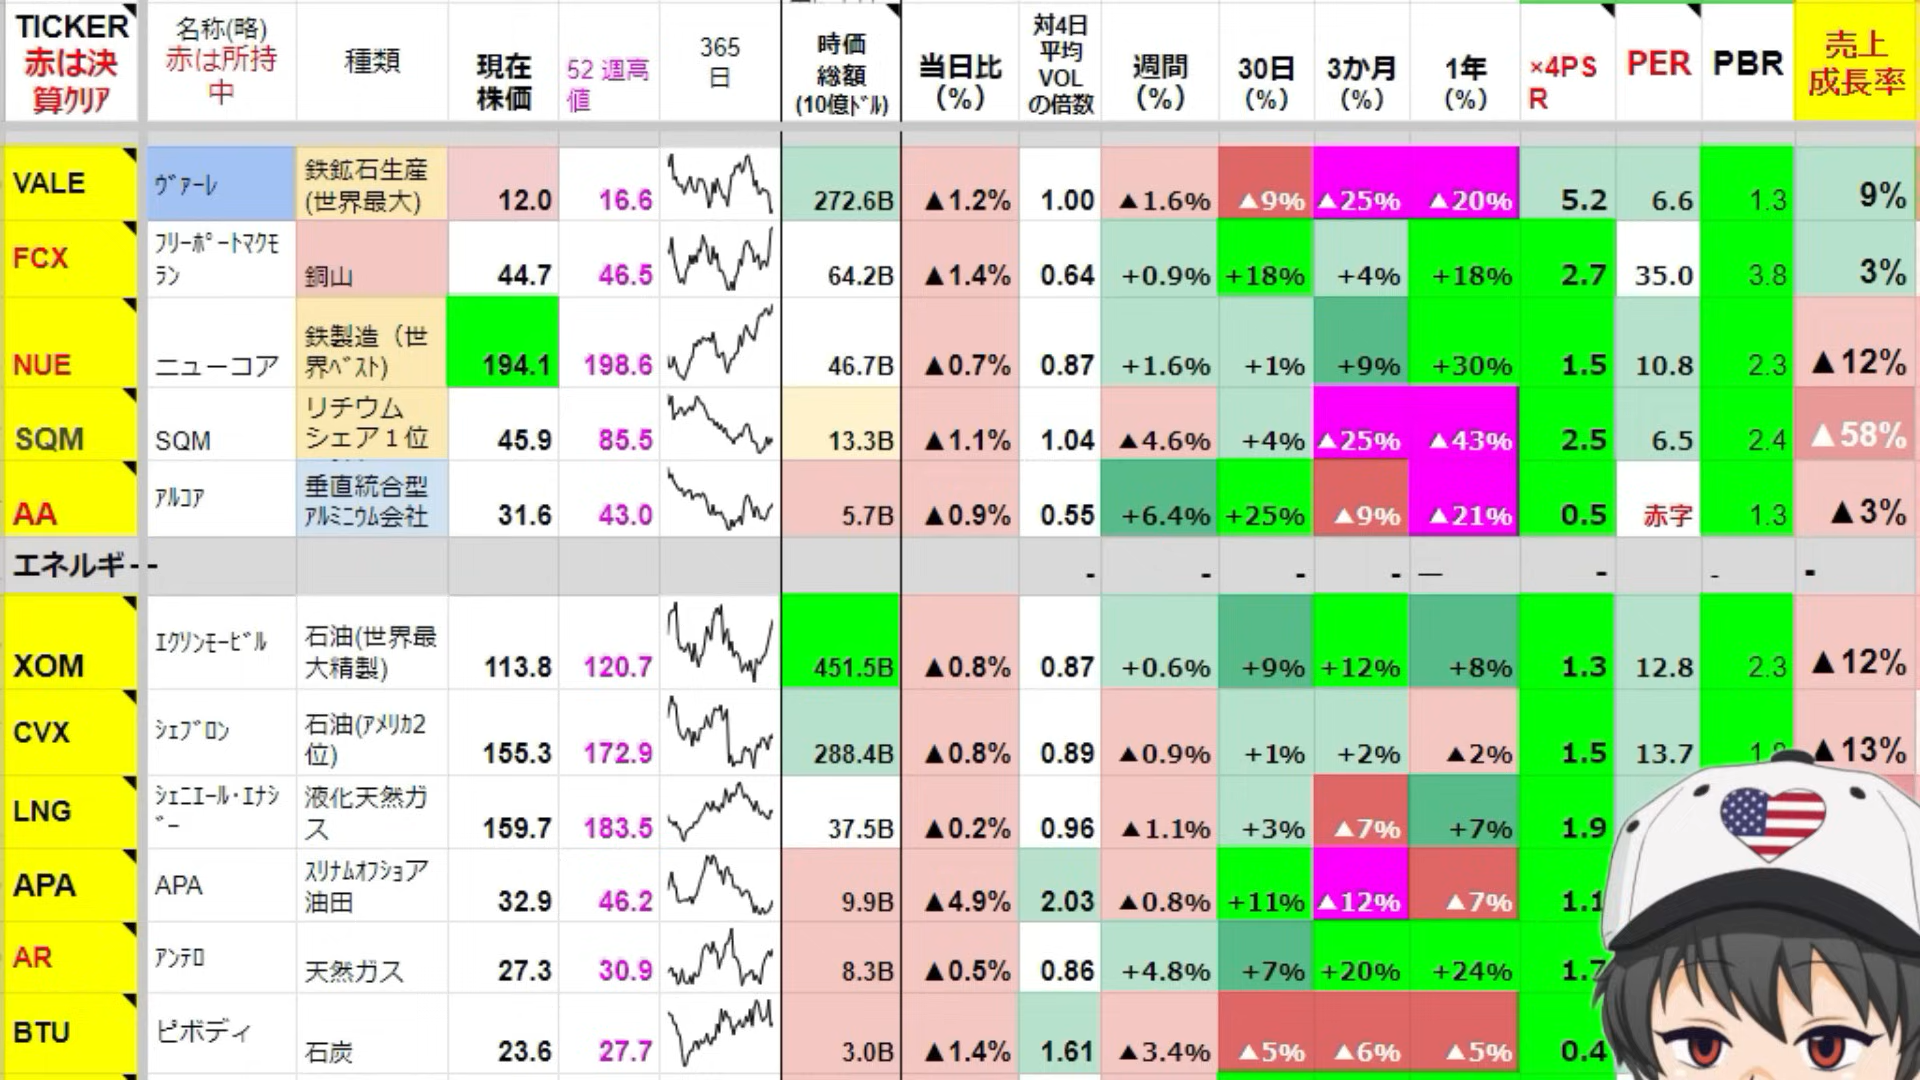 TICKER 赤は決算ｸﾘｱ 名称(略) 赤は所持中 種類 現在株価 52 週高値 365日 時価総額(10億ﾄﾞﾙ) 当日比(%) 対4日平均VOLの倍数 週間(%) 30日(%) 3か月(%) 1年(%) ×4PSR PER PBR 売上成長率
VALE ｳﾞｧｰﾚ 鉄鉱石生産(世界最大) 12.0 16.6 272.6B ▲1.2% 1.00 ▲1.6% ▲9% ▲25% ▲20% 5.2 6.6 1.3 9%
FCX ﾌﾘｰﾎﾟｰﾄﾏｸﾓﾗﾝ 銅山 44.7 46.5 64.2B ▲1.4% 0.64 +0.9% +18% +4% +18% 2.7 35.0 3.8 3%
NUE ニューコア 鉄製造（世界ﾍﾞｽﾄ) 194.1 198.6 46.7B ▲0.7% 0.87 +1.6% +1% +9% +30% 1.5 10.8 2.3 ▲12%
SQM SQM リチウムシェア１位 45.9 85.5 13.3B ▲1.1% 1.04 ▲4.6% +4% ▲25% ▲43% 2.5 6.5 2.4 ▲58%
AA ｱﾙｺｱ 垂直統合型ｱﾙﾐﾆｳﾑ会社 31.6 43.0 5.7B ▲0.9% 0.55 +6.4% +25% ▲9% ▲21% 0.5 赤字 1.3 ▲3%
エネルギ-- - - - - — - - -
XOM ｴｸｿﾝﾓｰﾋﾞﾙ 石油(世界最大精製) 113.8 120.7 451.5B ▲0.8% 0.87 +0.6% +9% +12% +8% 1.3 12.8 2.3 ▲12%
CVX ｼｪﾌﾞﾛﾝ 石油(ｱﾒﾘｶ2位) 155.3 172.9 288.4B ▲0.8% 0.89 ▲0.9% +1% +2% ▲2% 1.5 13.7 ▲13%
LNG ｼｪﾆｴｰﾙ･ｴﾅｼﾞｰ 液化天然ガス 159.7 183.5 37.5B ▲0.2% 0.96 ▲1.1% +3% ▲7% +7% 1.9
APA APA ｽﾘﾅﾑｵﾌｼｮア油田 32.9 46.2 9.9B ▲4.9% 2.03 ▲0.8% +11% ▲12% ▲7% 1.1
AR ｱﾝﾃﾛ 天然ガス 27.3 30.9 8.3B ▲0.5% 0.86 +4.8% +7% +20% +24% 1.7
BTU ピボディ 石炭 23.6 27.7 3.0B ▲1.4% 1.61 ▲3.4% ▲5% ▲6% ▲5% 0.4